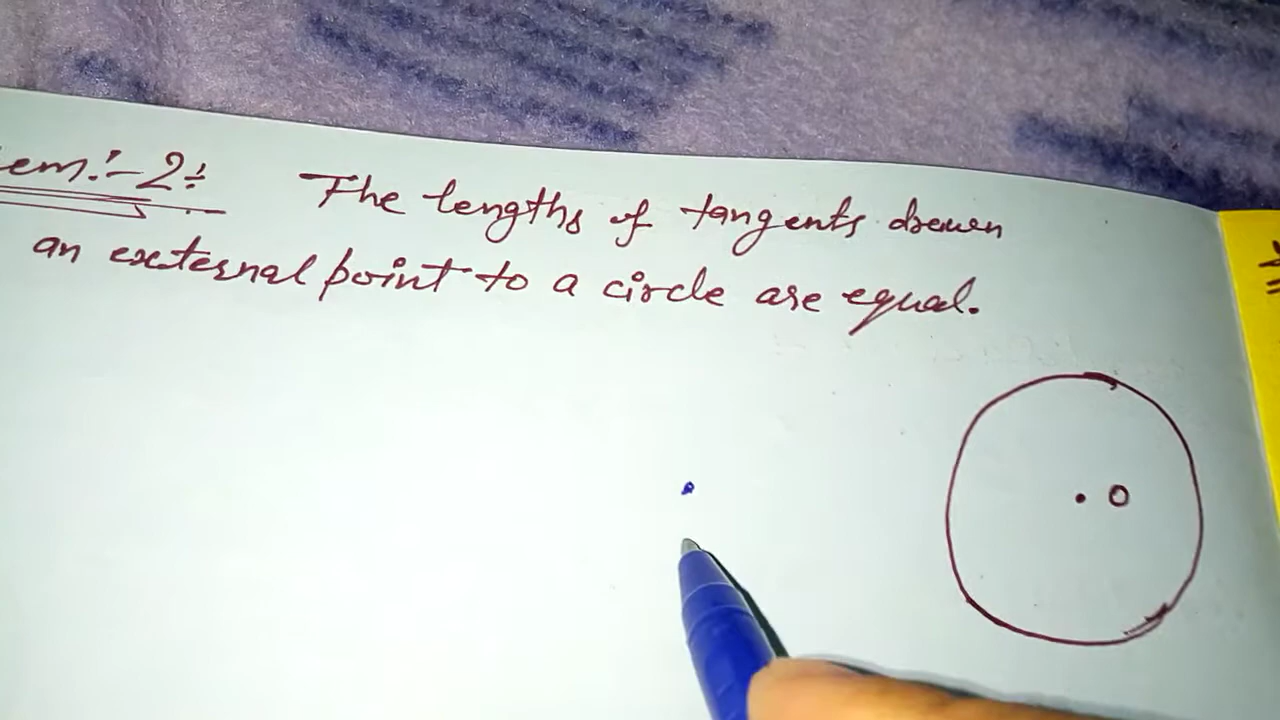 em:-2:
The lengths of tangents drawn
an external point to a circle are equal.
O